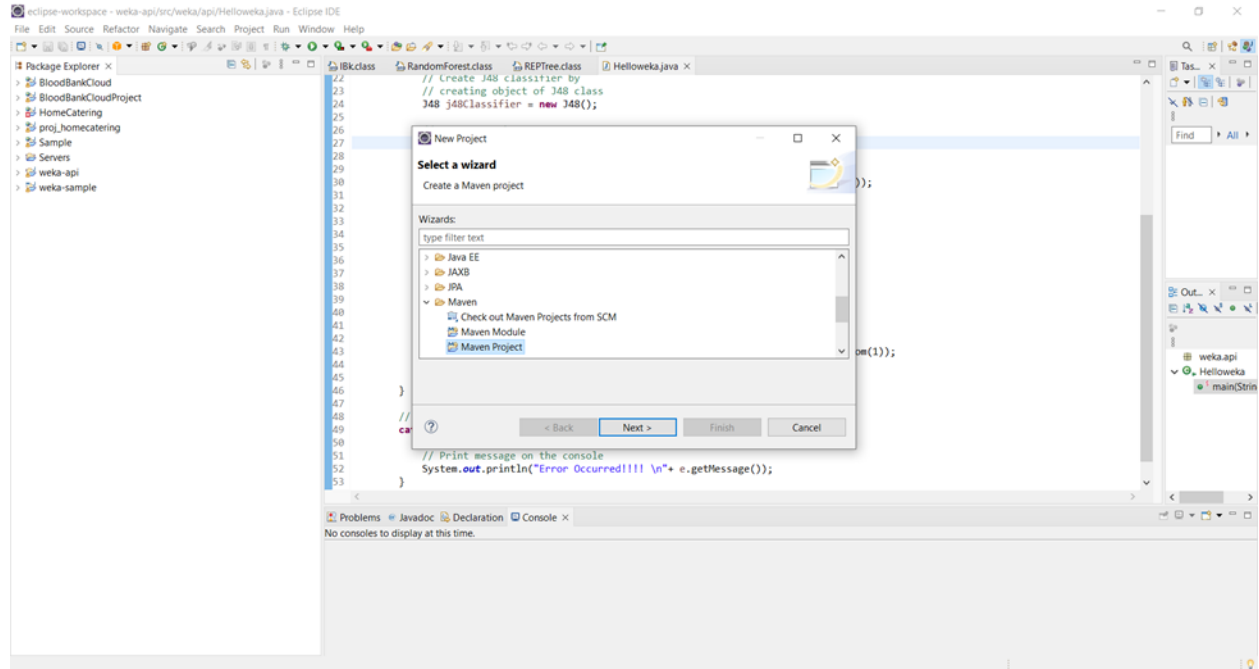 eclipse-workspace - weka-api/src/weka/api/Helloweka.java - Eclipse IDE
File Edit Source Refactor Navigate Search Project Run Window Help
Package Explorer
BloodBankCloud
BloodBankCloudProject
HomeCatering
proj_homecatering
Sample
Servers
weka-api
weka-sample
IBk.class RandomForest.class REPTree.class Helloweka.java
22 // Create J48 classifier by
23 // creating object of J48 class
24 J48 j48Classifier = new J48();
25
26
27
28
29
30 ));
31
32
33
34
35
36
37
38
39
40
41
42
43 om(1));
44
45
46 }
47
48 //
49 ca
50
51 // Print message on the console
52 System.out.println("Error Occurred!!!! \n"+ e.getMessage());
53 }
New Project
Select a wizard
Create a Maven project
Wizards:
type filter text
Java EE
JAXB
JPA
Maven
Check out Maven Projects from SCM
Maven Module
Maven Project
? < Back Next > Finish Cancel
Problems Javadoc Declaration Console
No consoles to display at this time.
Tas...
Find All
Out...
weka.api
Helloweka
main(Strin